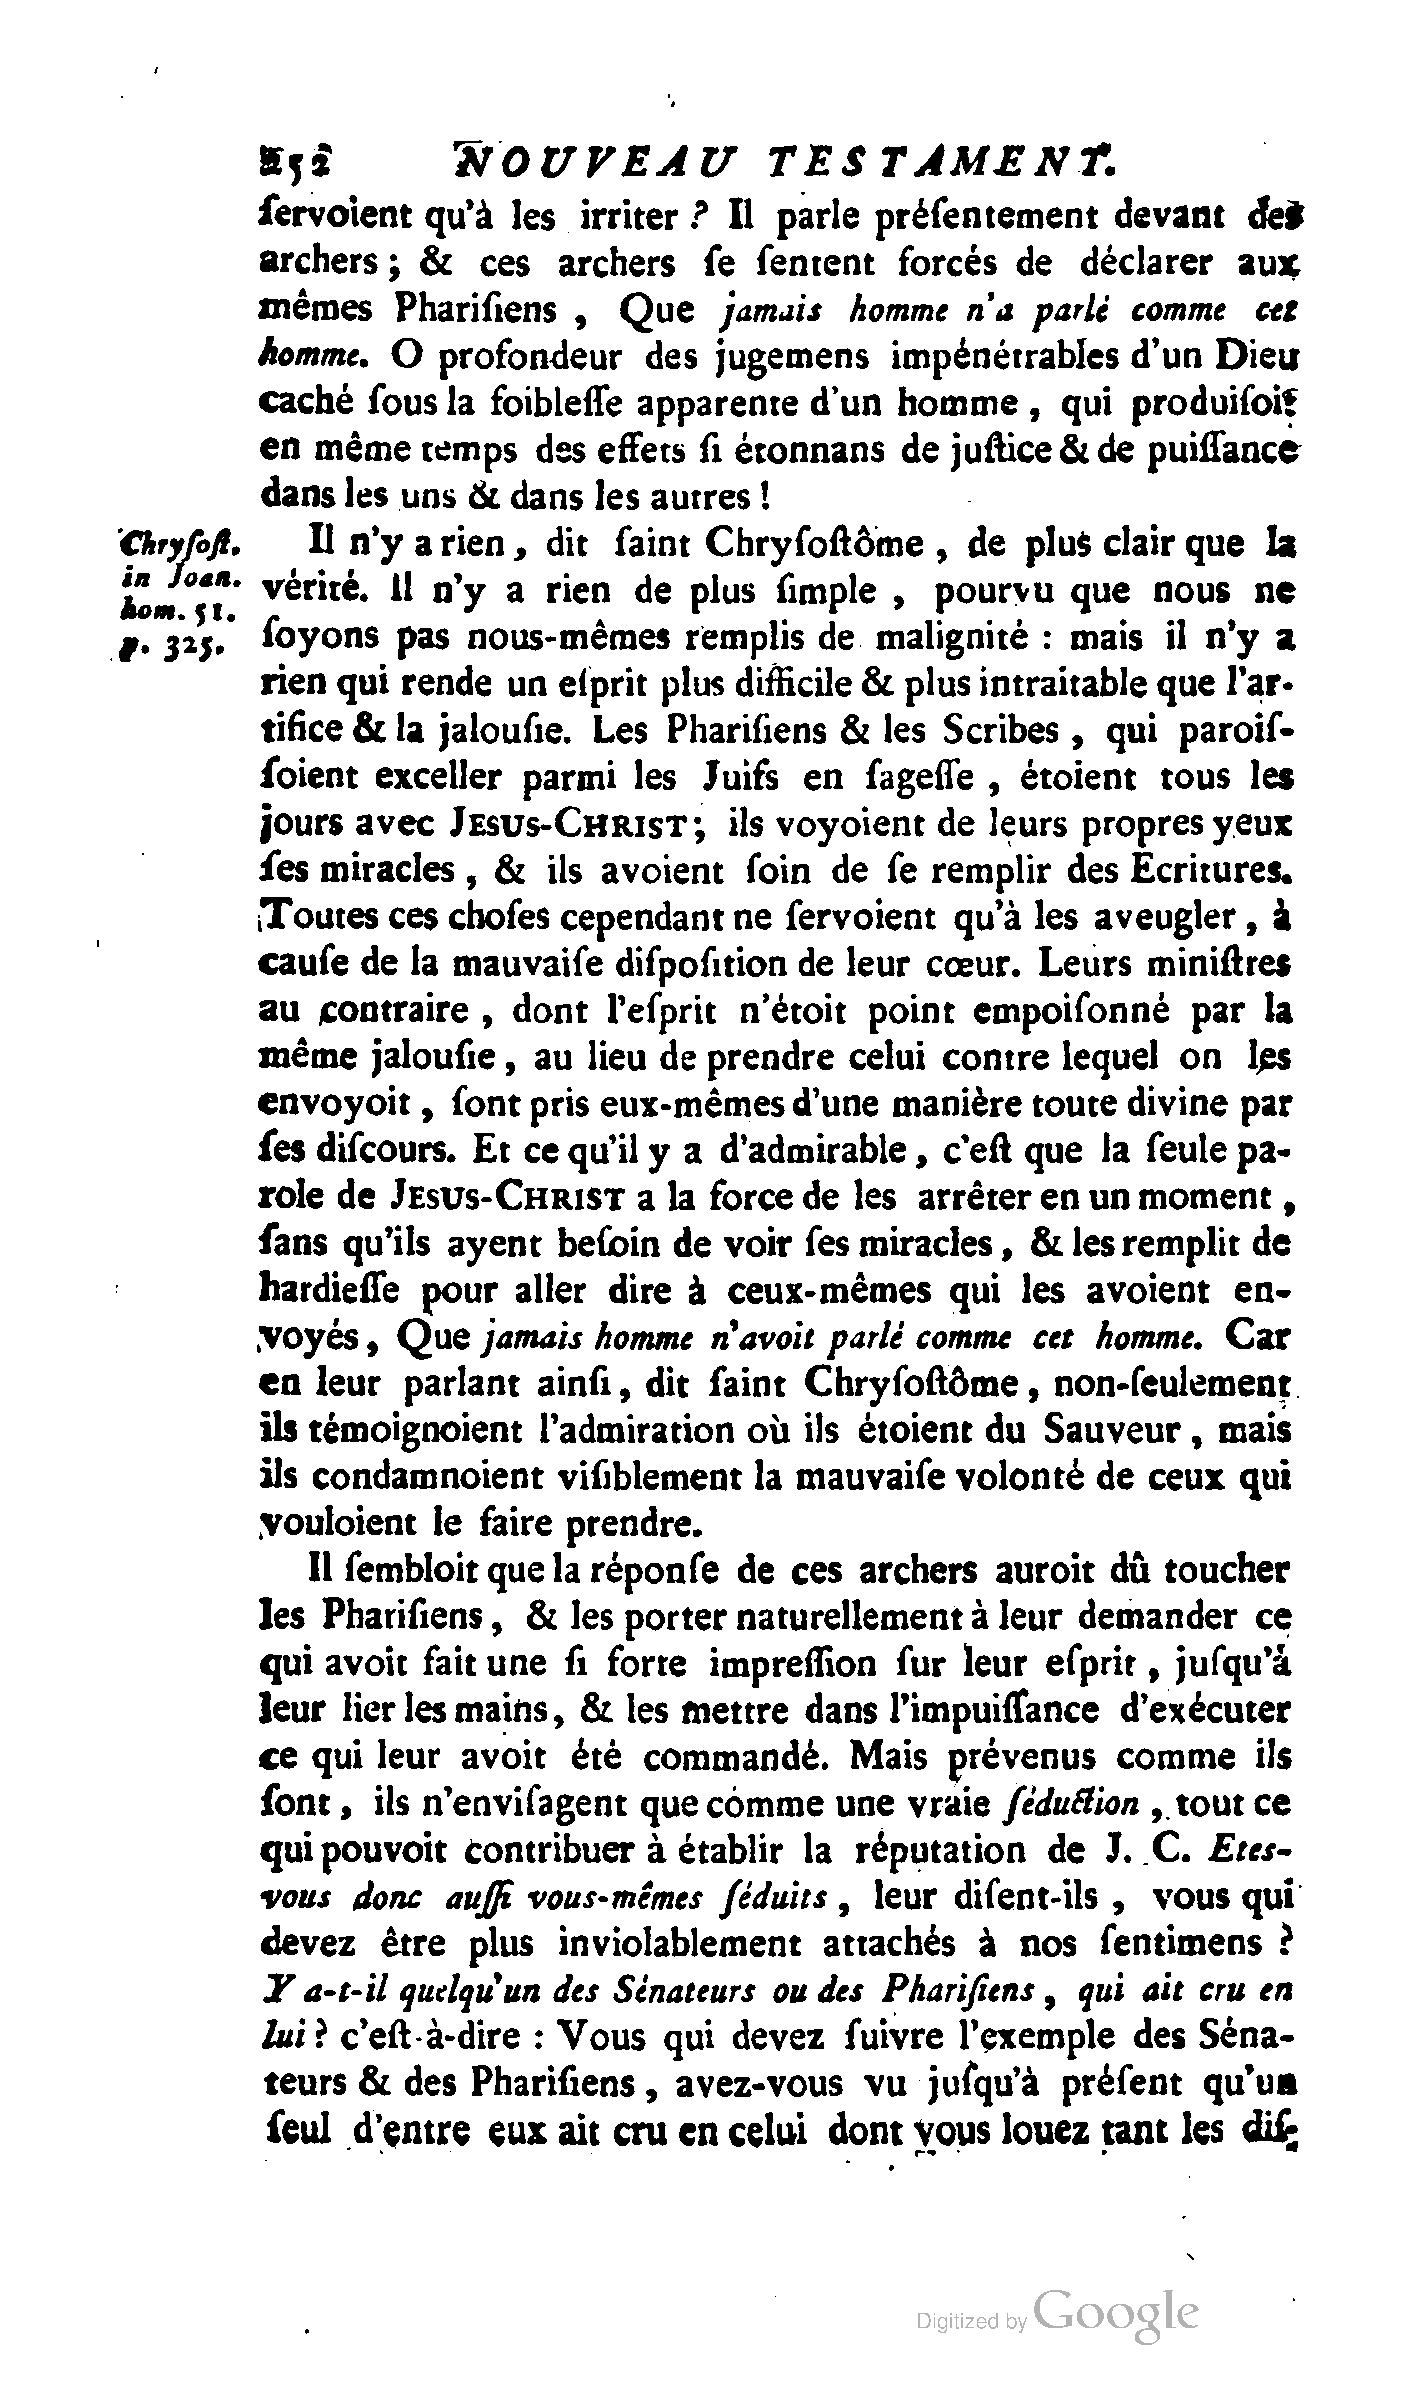 252 NOUVEAU TESTAMENT.
ſervoient qu'à les irriter ? Il parle préſentement devant des
archers ; & ces archers ſe ſentent forcés de déclarer aux
mêmes Phariſiens , Que jamais homme n'a parlé comme cet
homme. O profondeur des jugemens impénétrables d'un Dieu
caché ſous la foibleſſe apparente d'un homme , qui produiſoit
en même temps des effets ſi étonnans de juſtice & de puiſſance
dans les uns & dans les autres !
Chryſoſt.
in Joan.
hom. 51.
p. 325.
Il n'y a rien , dit ſaint Chryſoſtôme , de plus clair que la
vérité. Il n'y a rien de plus ſimple , pourvu que nous ne
ſoyons pas nous-mêmes remplis de malignité : mais il n'y a
rien qui rende un eſprit plus difficile & plus intraitable que l'ar-
tifice & la jalouſie. Les Phariſiens & les Scribes , qui paroiſ-
ſoient exceller parmi les Juifs en ſageſſe , étoient tous les
jours avec JESUS-CHRIST ; ils voyoient de leurs propres yeux
ſes miracles , & ils avoient ſoin de ſe remplir des Ecritures.
Toutes ces choſes cependant ne ſervoient qu'à les aveugler , à
cauſe de la mauvaiſe diſpoſition de leur cœur. Leurs miniſtres
au contraire , dont l'eſprit n'étoit point empoiſonné par la
même jalouſie , au lieu de prendre celui contre lequel on les
envoyoit , ſont pris eux-mêmes d'une manière toute divine par
ſes diſcours. Et ce qu'il y a d'admirable , c'eſt que la ſeule pa-
role de JESUS-CHRIST a la force de les arrêter en un moment ,
ſans qu'ils ayent beſoin de voir ſes miracles , & les remplit de
hardieſſe pour aller dire à ceux-mêmes qui les avoient en-
voyés , Que jamais homme n'avoit parlé comme cet homme. Car
en leur parlant ainſi , dit ſaint Chryſoſtôme , non-ſeulement
ils témoignoient l'admiration où ils étoient du Sauveur , mais
ils condamnoient viſiblement la mauvaiſe volonté de ceux qui
vouloient le faire prendre.
Il ſembloit que la réponſe de ces archers auroit dû toucher
les Phariſiens , & les porter naturellement à leur demander ce
qui avoit fait une ſi forte impreſſion ſur leur eſprit , juſqu'à
leur lier les mains , & les mettre dans l'impuiſſance d'exécuter
ce qui leur avoit été commandé. Mais prévenus comme ils
ſont , ils n'enviſagent que comme une vraie ſéduction , tout ce
qui pouvoit contribuer à établir la réputation de J. C. Etes-
vous donc auſſi vous-mêmes ſéduits , leur diſent-ils , vous qui
devez être plus inviolablement attachés à nos ſentimens ?
Y a-t-il quelqu'un des Sénateurs ou des Phariſiens , qui ait cru en
lui ? c'eſt-à-dire : Vous qui devez ſuivre l'exemple des Séna-
teurs & des Phariſiens , avez-vous vu juſqu'à préſent qu'un
ſeul d'entre eux ait cru en celui dont vous louez tant les diſ-
Digitized by Google